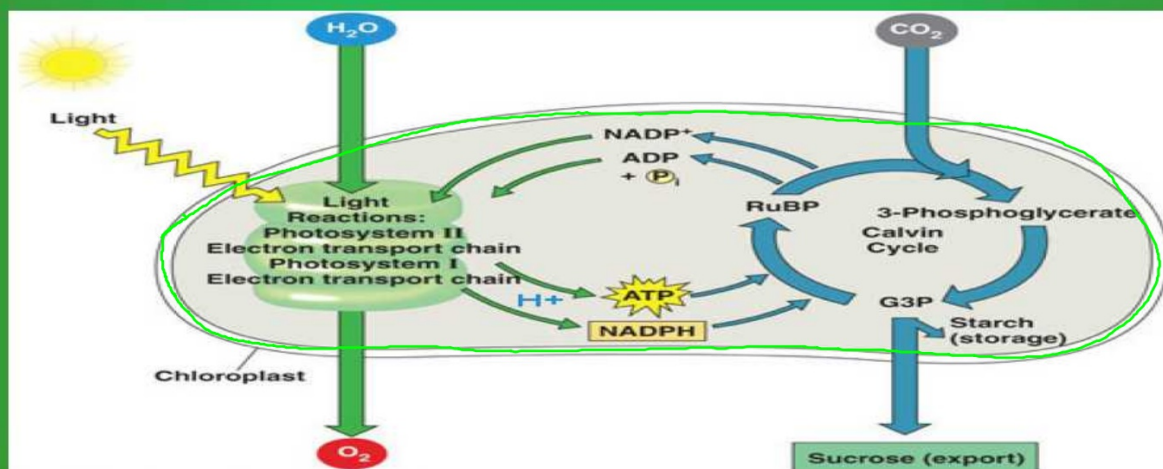 H₂O
CO₂
Light
NADP⁺
ADP
+ Pᵢ
Light
Reactions:
Photosystem II
Electron transport chain
Photosystem I
Electron transport chain
RuBP
3-Phosphoglycerate
Calvin
Cycle
H+
ATP
NADPH
G3P
Starch
(storage)
Chloroplast
O₂
Sucrose (export)